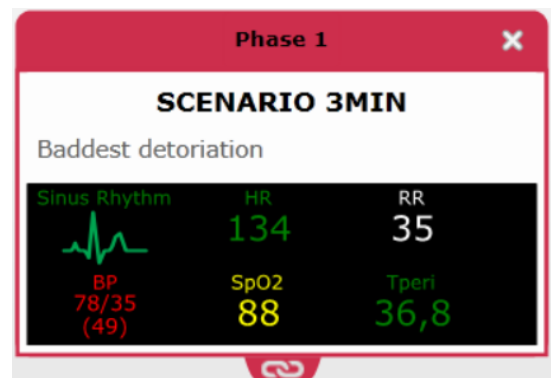 Phase 1
SCENARIO 3MIN
Baddest detoriation
Sinus Rhythm HR RR
134 35
BP SpO2 Tperi
78/35 88 36,8
(49)